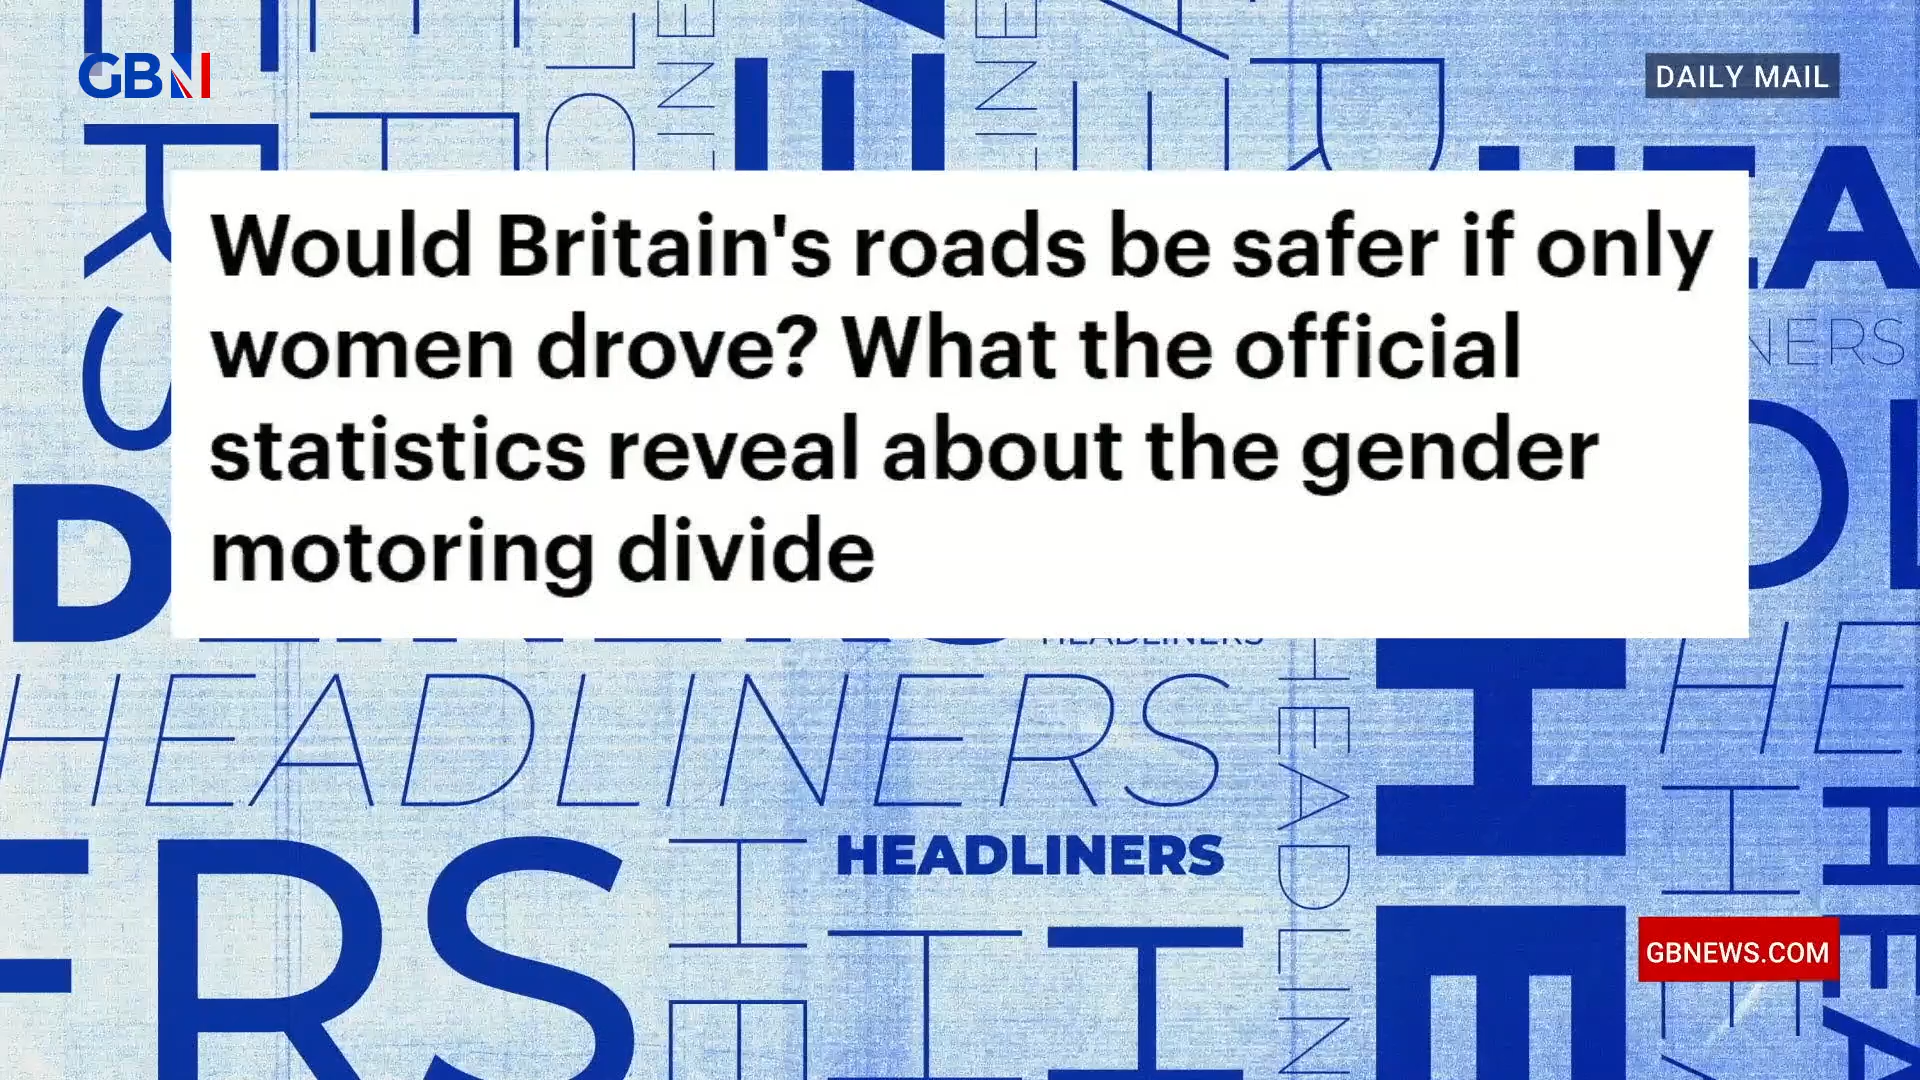 GBN
DAILY MAIL
Would Britain's roads be safer if only
women drove? What the official
statistics reveal about the gender
motoring divide
HEADLINERS
HEADLINERS
HEADLINERS
GBNEWS.COM